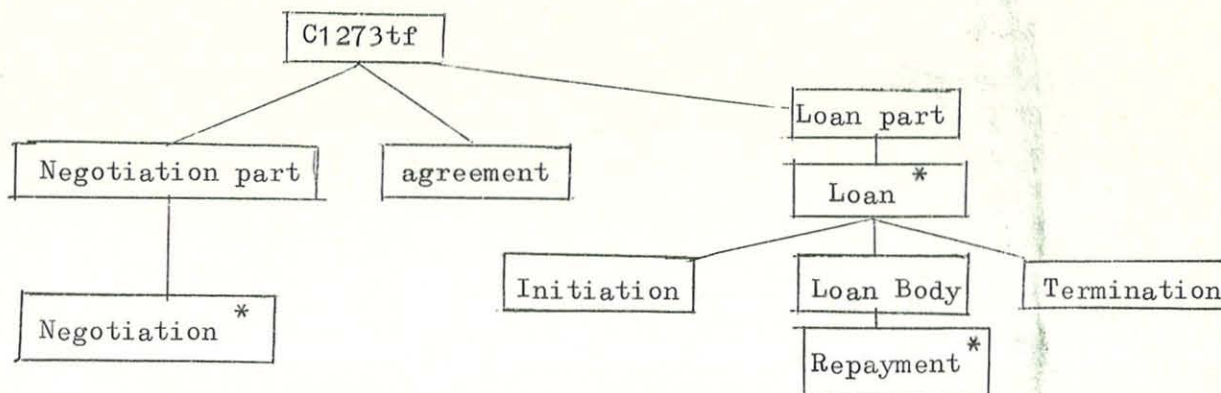 C1273tf
Loan part
Negotiation part
agreement
Loan *
Initiation
Loan Body
Termination
Negotiation *
Repayment *